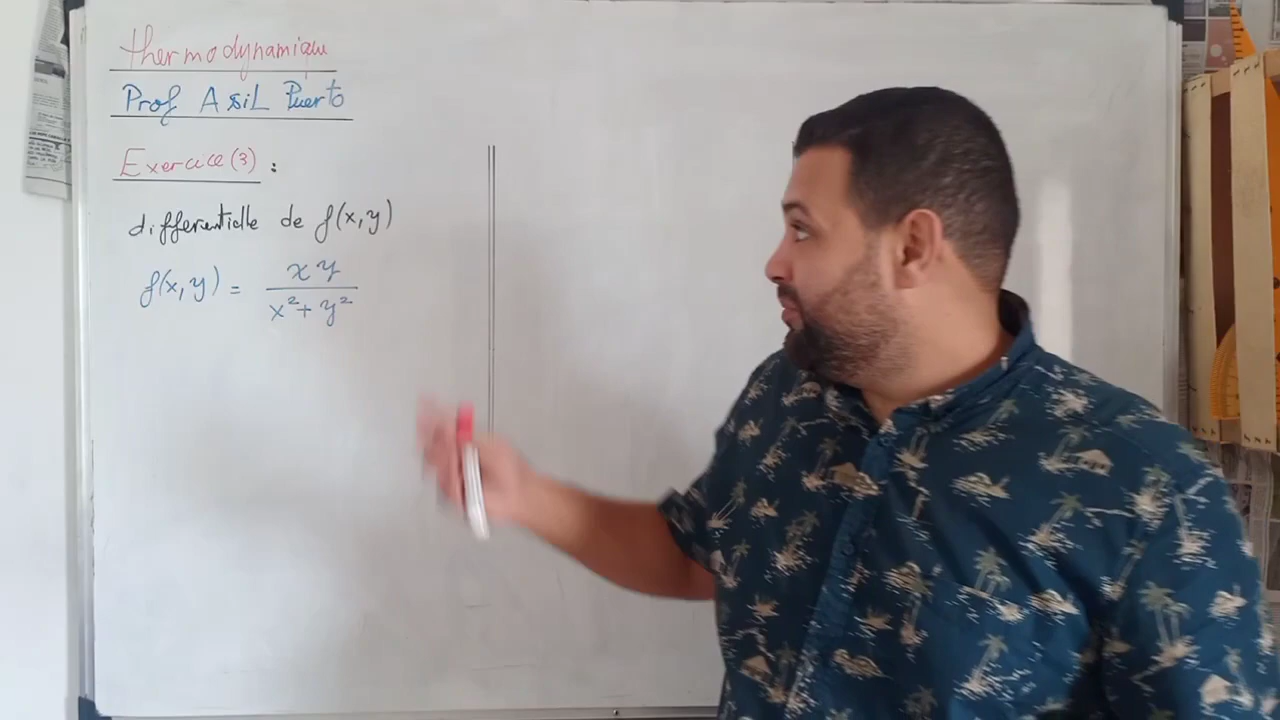 thermodynamique
Prof Asil Puerto
Exercice (3) :
differentielle de f(x,y)
f(x,y) = xy / x²+y²